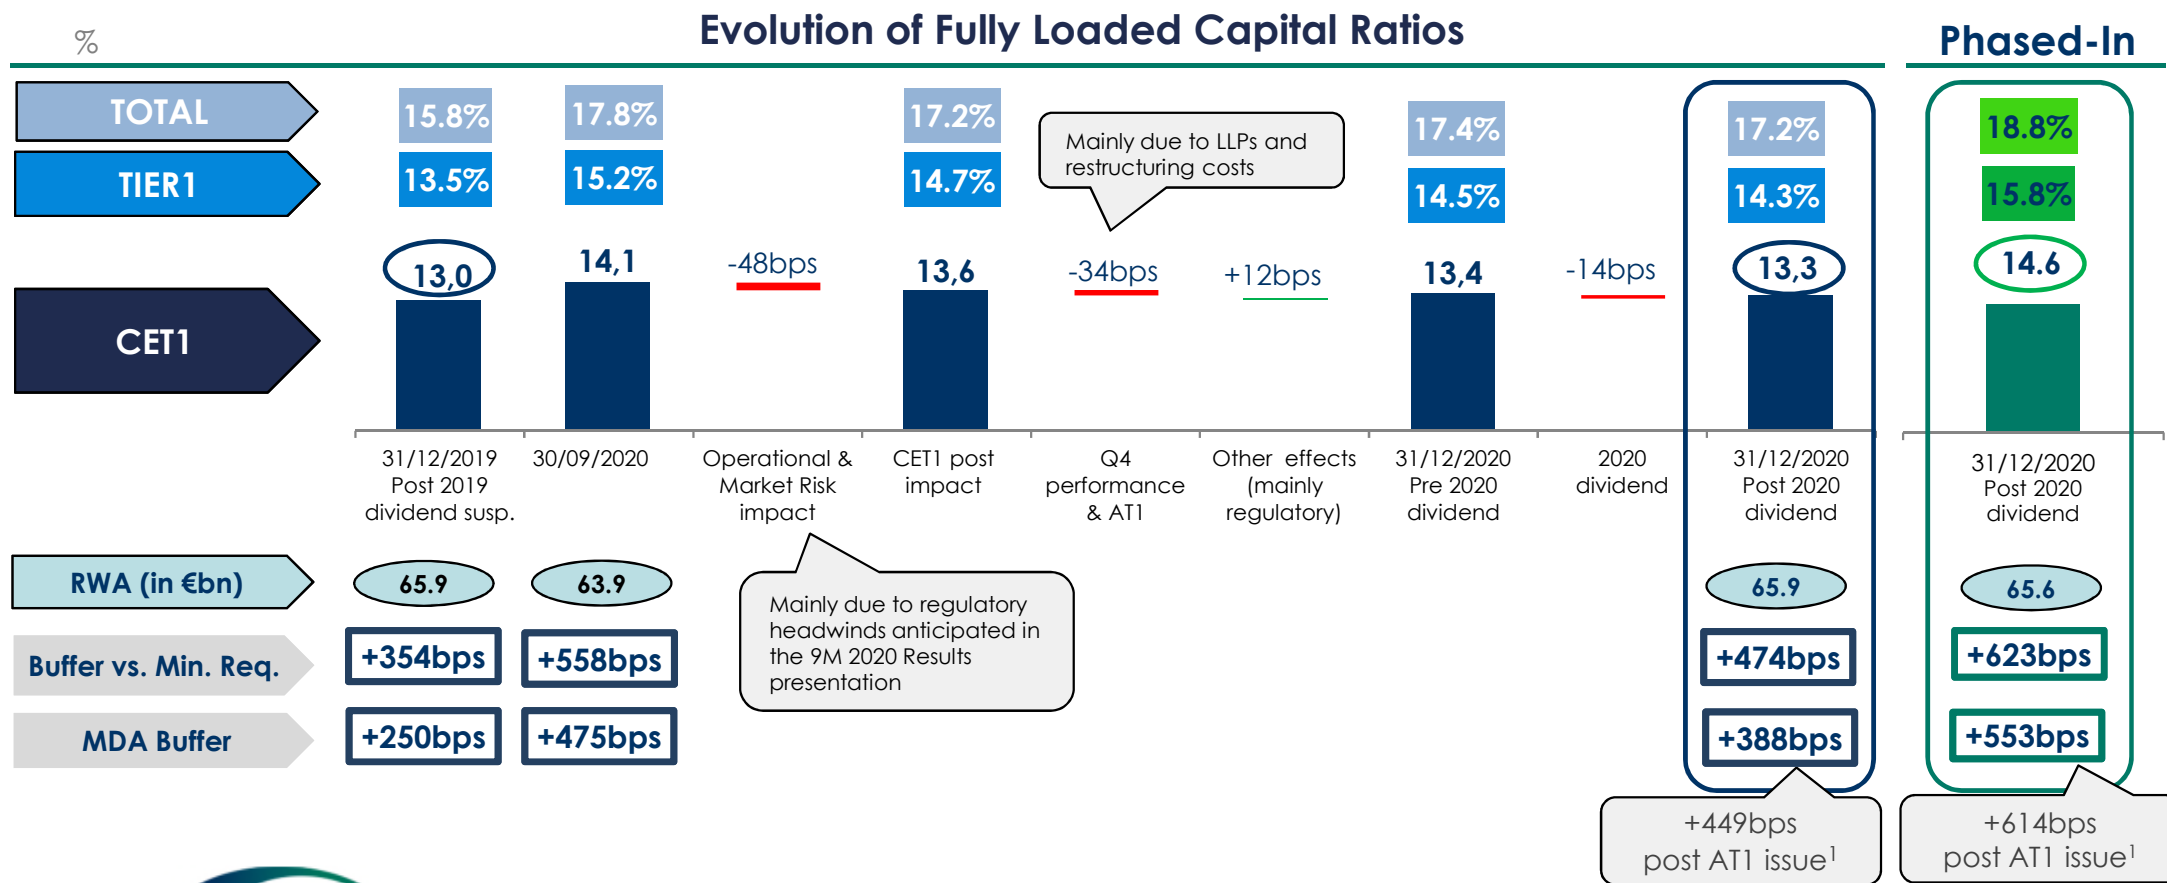 %
Evolution of Fully Loaded Capital Ratios
Phased-In
TOTAL
15.8%
17.8%
17.2%
17.4%
17.2%
18.8%
TIER1
13.5%
15.2%
14.7%
14.5%
14.3%
15.8%
Mainly due to LLPs and
restructuring costs
CET1
13,0
14,1
-48bps
13,6
-34bps
+12bps
13,4
-14bps
13,3
14.6
31/12/2019
Post 2019
dividend susp.
30/09/2020
Operational &
Market Risk
impact
CET1 post
impact
Q4
performance
& AT1
Other effects
(mainly
regulatory)
31/12/2020
Pre 2020
dividend
2020
dividend
31/12/2020
Post 2020
dividend
31/12/2020
Post 2020
dividend
Mainly due to regulatory
headwinds anticipated in
the 9M 2020 Results
presentation
RWA (in €bn)
65.9
63.9
65.9
65.6
Buffer vs. Min. Req.
+354bps
+558bps
+474bps
+623bps
MDA Buffer
+250bps
+475bps
+388bps
+553bps
+449bps
post AT1 issue1
+614bps
post AT1 issue1